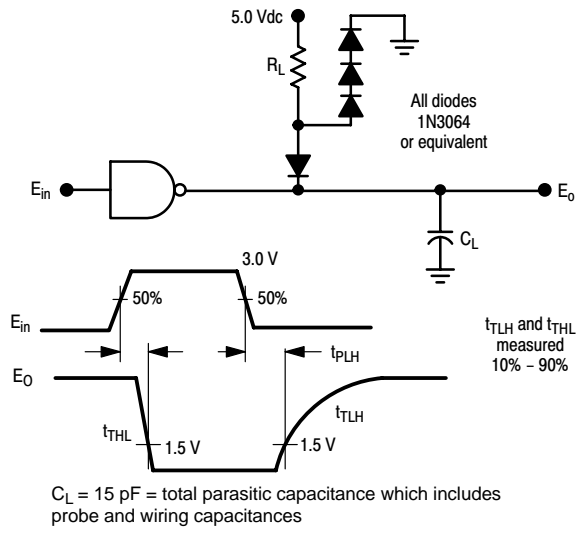 5.0 Vdc
RL
All diodes
1N3064
or equivalent
Ein
Eo
CL
3.0 V
50%
50%
Ein
tTLH and tTHL
measured
10% – 90%
tPLH
EO
tTHL
1.5 V
tTLH
1.5 V
CL = 15 pF = total parasitic capacitance which includes
probe and wiring capacitances